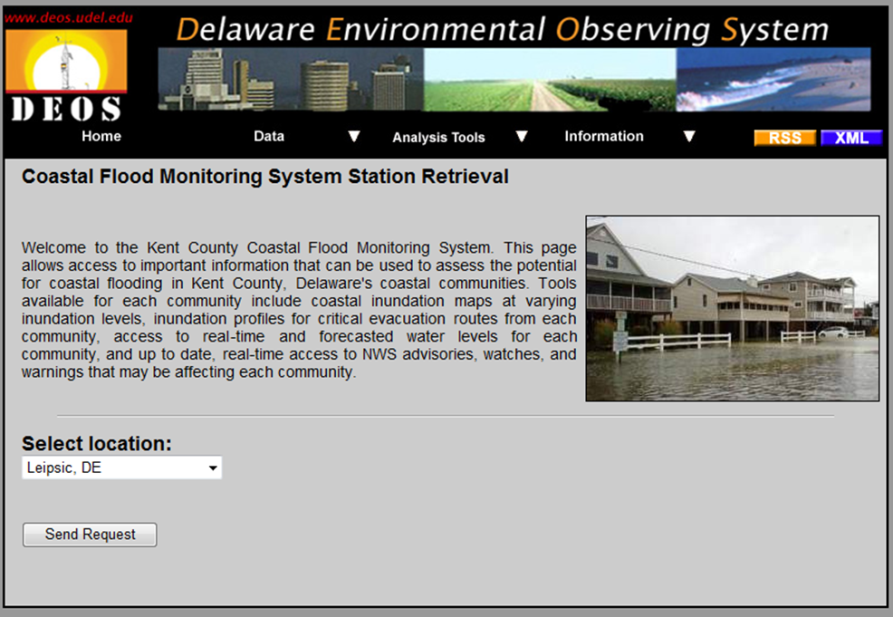 www.deos.udel.edu
Delaware Environmental Observing System
DEOS
Home Data Analysis Tools Information RSS XML
Coastal Flood Monitoring System Station Retrieval
Welcome to the Kent County Coastal Flood Monitoring System. This page
allows access to important information that can be used to assess the potential
for coastal flooding in Kent County, Delaware's coastal communities. Tools
available for each community include coastal inundation maps at varying
inundation levels, inundation profiles for critical evacuation routes from each
community, access to real-time and forecasted water levels for each
community, and up to date, real-time access to NWS advisories, watches, and
warnings that may be affecting each community.
Select location:
Leipsic, DE
Send Request